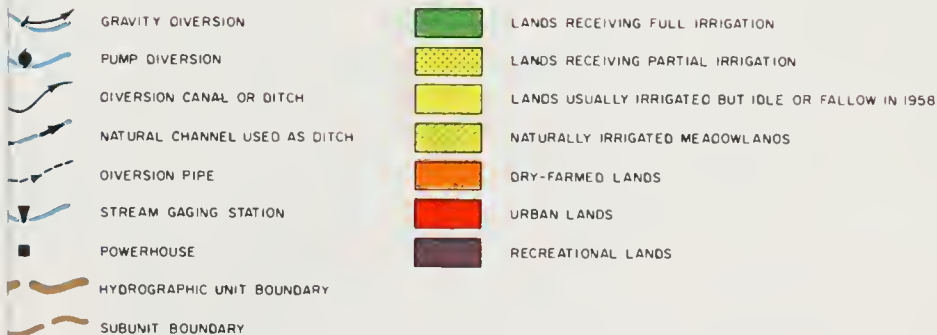 GRAVITY DIVERSION
PUMP DIVERSION
DIVERSION CANAL OR DITCH
NATURAL CHANNEL USED AS DITCH
DIVERSION PIPE
STREAM GAGING STATION
POWERHOUSE
HYDROGRAPHIC UNIT BOUNDARY
SUBUNIT BOUNDARY
LANDS RECEIVING FULL IRRIGATION
LANDS RECEIVING PARTIAL IRRIGATION
LANDS USUALLY IRRIGATED BUT IDLE OR FALLOW IN 1958
NATURALLY IRRIGATED MEADOWLANDS
DRY-FARMED LANDS
URBAN LANDS
RECREATIONAL LANDS